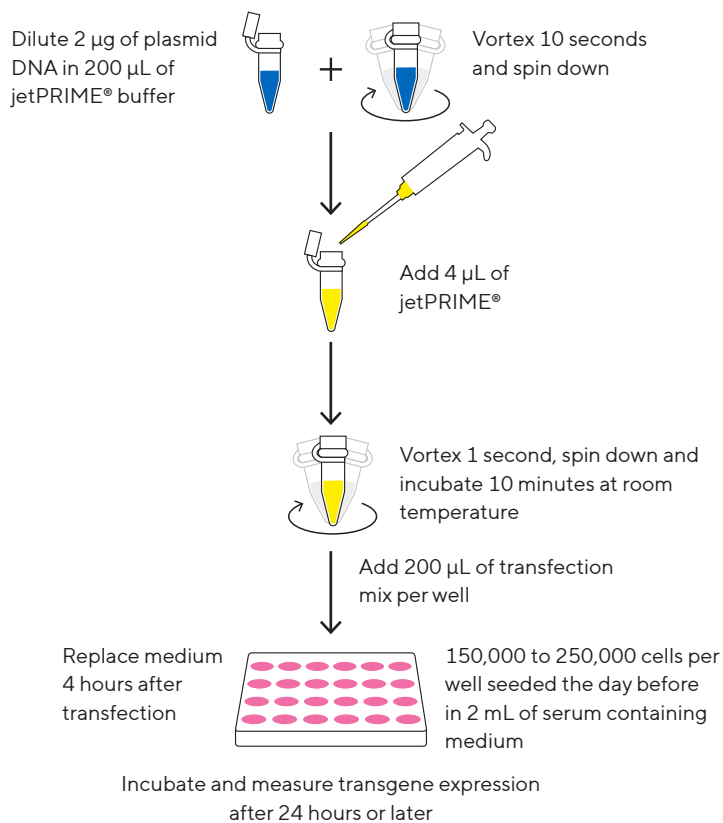 Dilute 2 µg of plasmid
DNA in 200 µL of
jetPRIME® buffer
+
Vortex 10 seconds
and spin down
Add 4 µL of
jetPRIME®
Vortex 1 second, spin down and
incubate 10 minutes at room
temperature
Add 200 µL of transfection
mix per well
Replace medium
4 hours after
transfection
150,000 to 250,000 cells per
well seeded the day before
in 2 mL of serum containing
medium
Incubate and measure transgene expression
after 24 hours or later